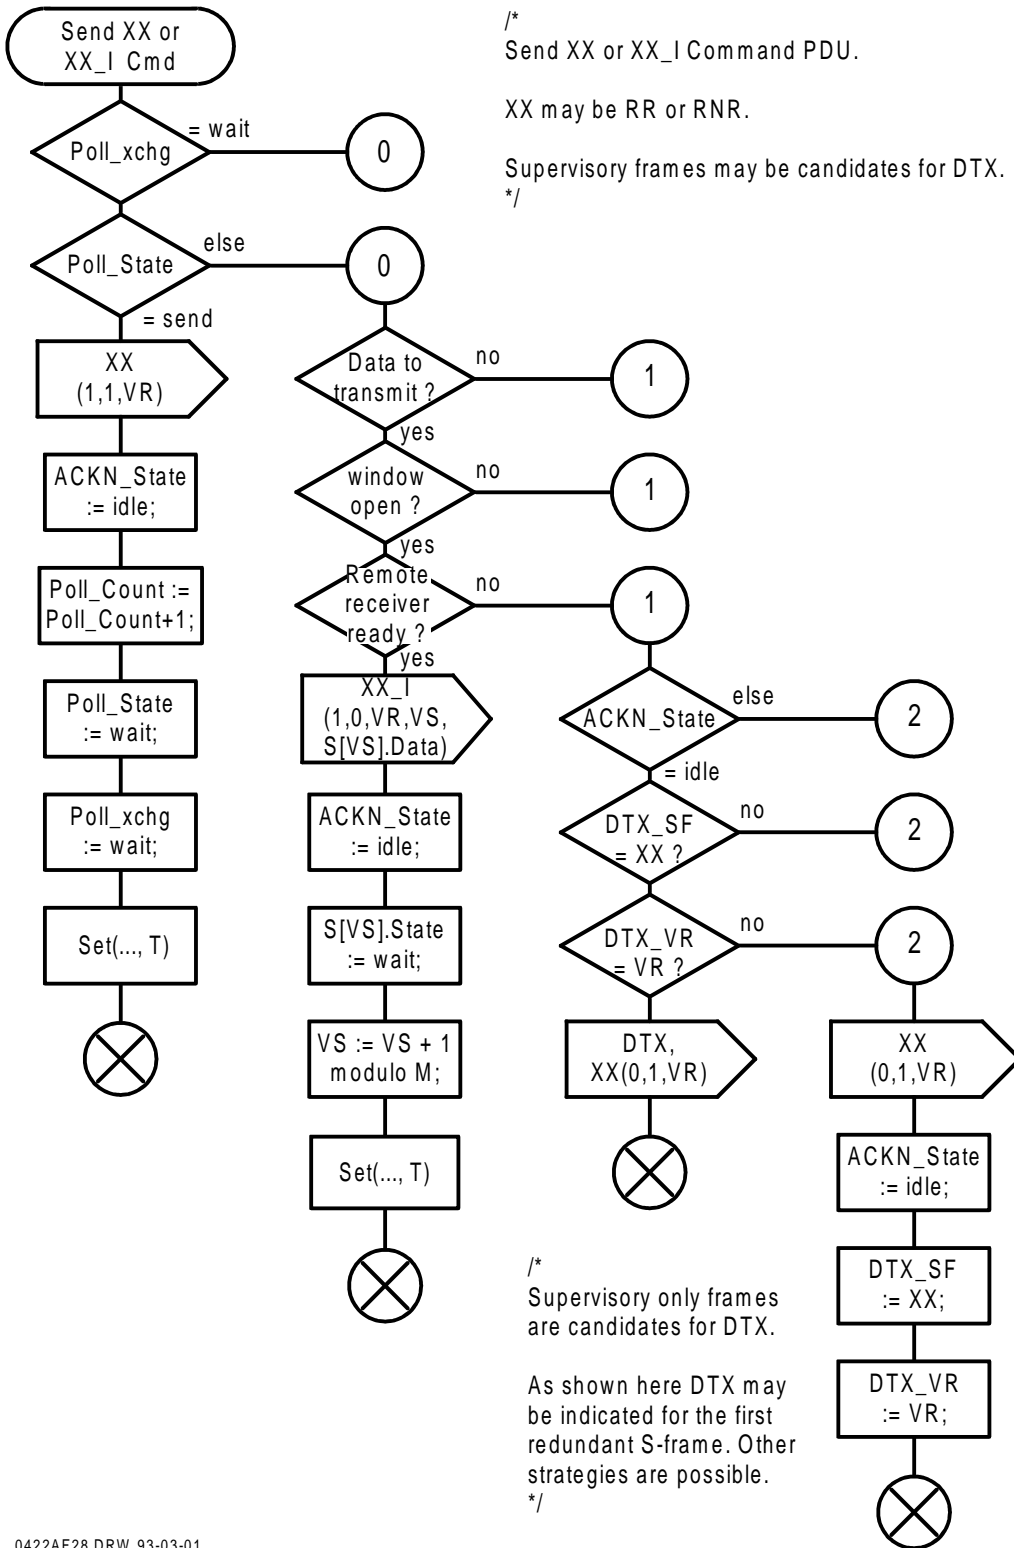 Send XX or
XX_I Cmd
/*
Send XX or XX_I Command PDU.
XX may be RR or RNR.
Supervisory frames may be candidates for DTX.
*/
Poll_xchg
= wait
0
Poll_State
else
0
= send
XX
(1,1,VR)
ACKN_State
:= idle;
Poll_Count :=
Poll_Count+1;
Poll_State
:= wait;
Poll_xchg
:= wait;
Set(..., T)
Data to
transmit ?
no
1
yes
window
open ?
no
1
yes
Remote
receiver
ready ?
no
1
yes
XX_I
(1,0,VR,VS,
S[VS].Data)
ACKN_State
:= idle;
S[VS].State
:= wait;
VS := VS + 1
modulo M;
Set(..., T)
ACKN_State
else
2
= idle
DTX_SF
= XX ?
no
2
DTX_VR
= VR ?
no
2
DTX,
XX(0,1,VR)
XX
(0,1,VR)
ACKN_State
:= idle;
DTX_SF
:= XX;
DTX_VR
:= VR;
/*
Supervisory only frames
are candidates for DTX.
As shown here DTX may
be indicated for the first
redundant S-frame. Other
strategies are possible.
*/
0422AF28.DRW, 93-03-01